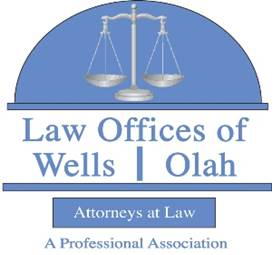 Law Offices of
Wells | Olah
Attorneys at Law
A Professional Association